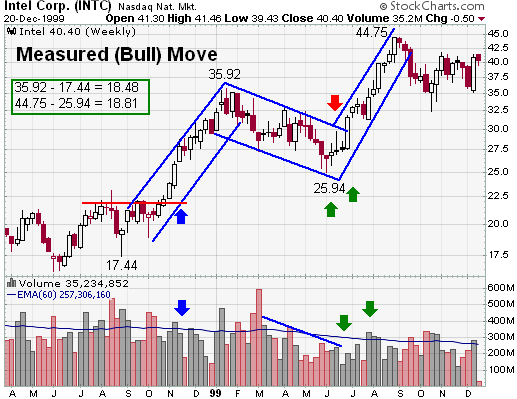 Intel Corp. (INTC) Nasdaq Nat. Mkt. © StockCharts.com
20-Dec-1999 Open 41.30 High 41.46 Low 39.43 Close 40.40 Volume 35.2M Chg -0.50
Intel 40.40 (Weekly)
44.75
45.0
Measured (Bull) Move
42.5
40.0
35.92
37.5
35.92 - 17.44 = 18.48
44.75 - 25.94 = 18.81
35.0
32.5
30.0
27.5
25.0
25.94
22.5
20.0
17.44
17.5
Volume 35,234,852
EMA(60) 257,306,160
600M
500M
400M
300M
200M
100M
A M J J A S O N D 99 F M A M J J A S O N D